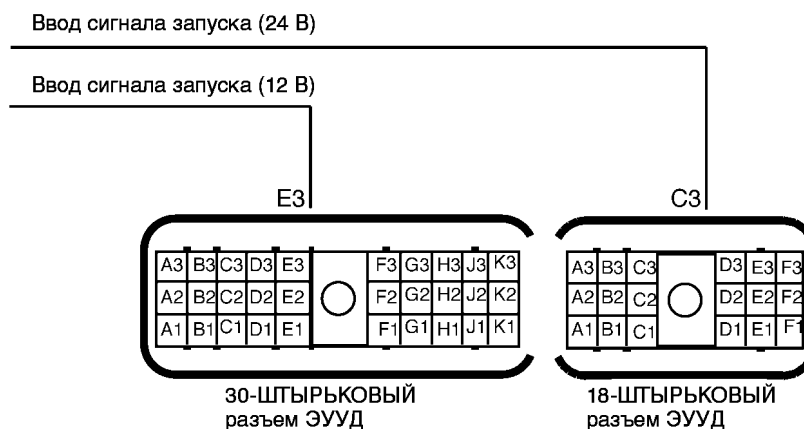 Ввод сигнала запуска (24 В)
Ввод сигнала запуска (12 В)
E3 C3
A3 B3 C3 D3 E3 F3 G3 H3 J3 K3 A3 B3 C3 D3 E3 F3
A2 B2 C2 D2 E2 F2 G2 H2 J2 K2 A2 B2 C2 D2 E2 F2
A1 B1 C1 D1 E1 F1 G1 H1 J1 K1 A1 B1 C1 D1 E1 F1
30-ШТЫРЬКОВЫЙ 18-ШТЫРЬКОВЫЙ
разъем ЭУУД разъем ЭУУД